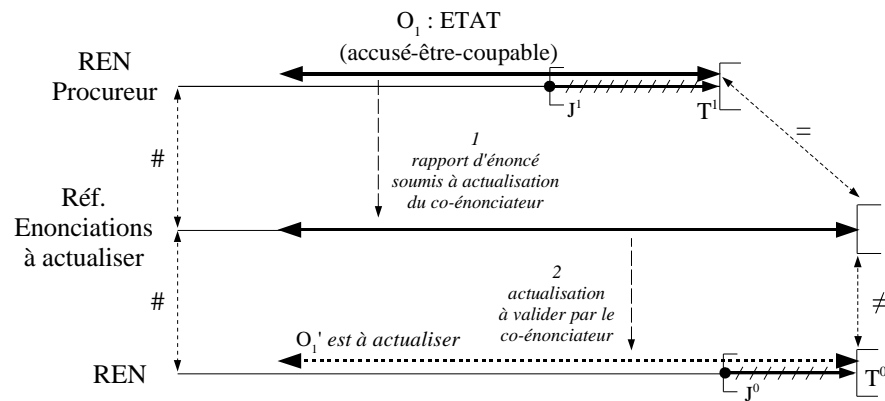 O₁ : ETAT
(accusé-être-coupable)
REN
Procureur
J¹
T¹
=
#
1
rapport d'énoncé
soumis à actualisation
du co-énonciateur
Réf.
Enonciations
à actualiser
#
2
actualisation
à valider par le
co-énonciateur
≠
O₁' est à actualiser
REN
J⁰
T⁰